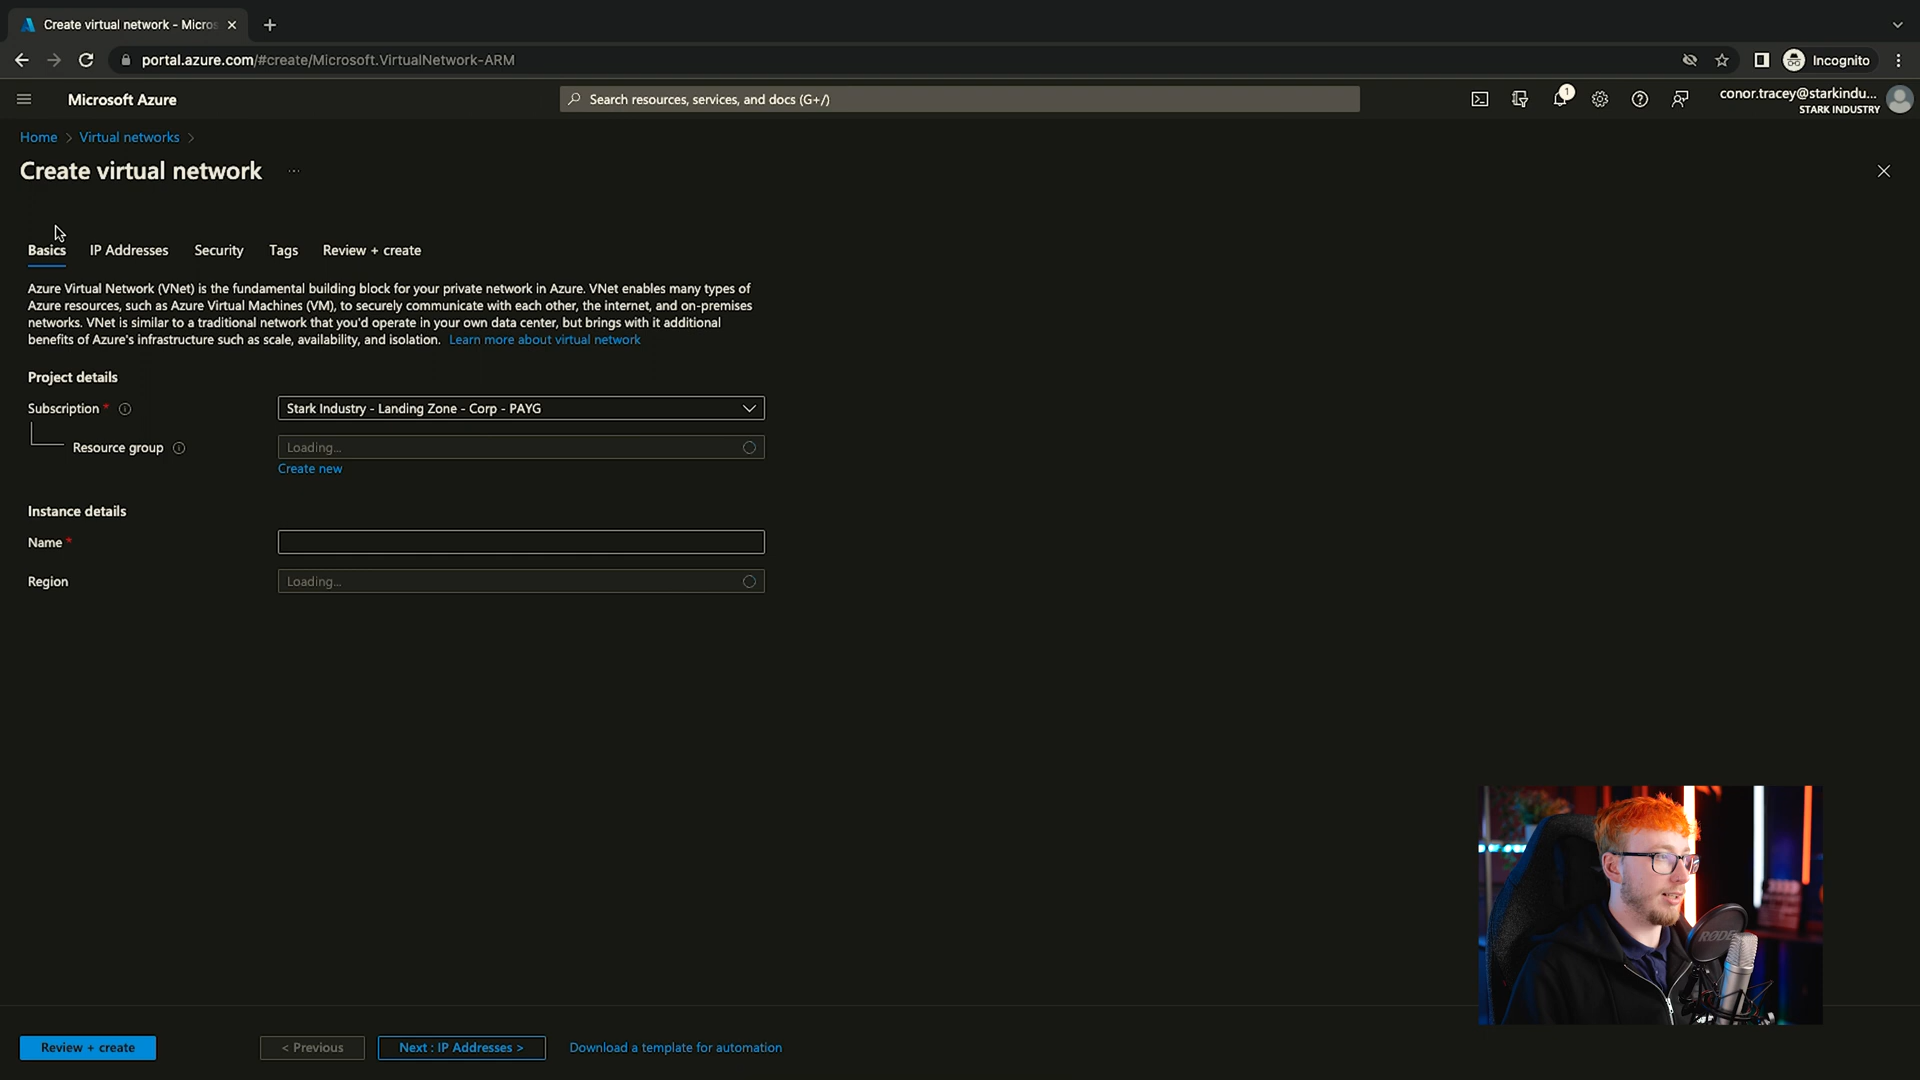 Create virtual network - Micros
portal.azure.com/#create/Microsoft.VirtualNetwork-ARM
Incognito
Microsoft Azure
Search resources, services, and docs (G+/)
1
conor.tracey@starkindu...
STARK INDUSTRY
Home > Virtual networks >
Create virtual network ...
Basics
IP Addresses
Security
Tags
Review + create
Azure Virtual Network (VNet) is the fundamental building block for your private network in Azure. VNet enables many types of
Azure resources, such as Azure Virtual Machines (VM), to securely communicate with each other, the internet, and on-premises
networks. VNet is similar to a traditional network that you'd operate in your own data center, but brings with it additional
benefits of Azure's infrastructure such as scale, availability, and isolation. Learn more about virtual network
Project details
Subscription *
Stark Industry - Landing Zone - Corp - PAYG
Resource group
Loading...
Create new
Instance details
Name *
Region
Loading...
RØDE
Review + create
< Previous
Next : IP Addresses >
Download a template for automation